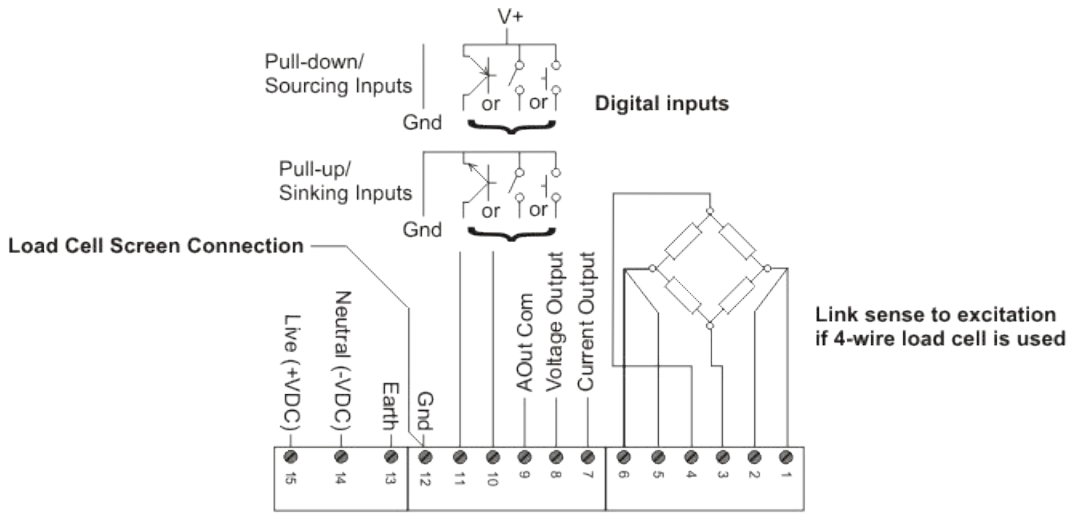 V+
Pull-down/
Sourcing Inputs
or
or
Gnd
Digital inputs
Pull-up/
Sinking Inputs
or
or
Gnd
Load Cell Screen Connection
Live (+VDC)
Neutral (-VDC)
Earth
Gnd
AOut Com
Voltage Output
Current Output
Link sense to excitation
if 4-wire load cell is used
15
14
13
12
11
10
9
8
7
6
5
4
3
2
1